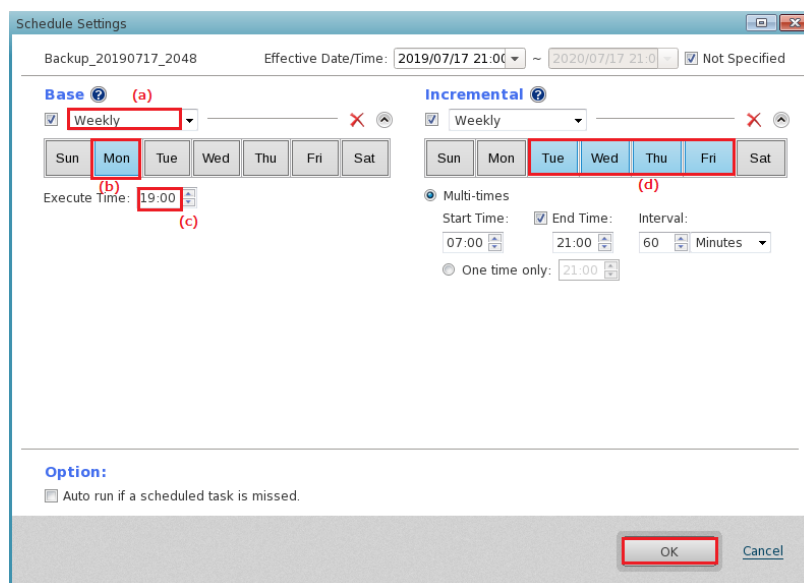 Schedule Settings
Backup_20190717_2048 Effective Date/Time: 2019/07/17 21:00 ~ 2020/07/17 21:0 Not Specified
Base ? (a)
Weekly
Sun Mon Tue Wed Thu Fri Sat
(b)
Execute Time: 19:00
(c)
Incremental ?
Weekly
Sun Mon Tue Wed Thu Fri Sat
(d)
Multi-times
Start Time: End Time: Interval:
07:00 21:00 60 Minutes
One time only: 21:00
Option:
Auto run if a scheduled task is missed.
OK Cancel